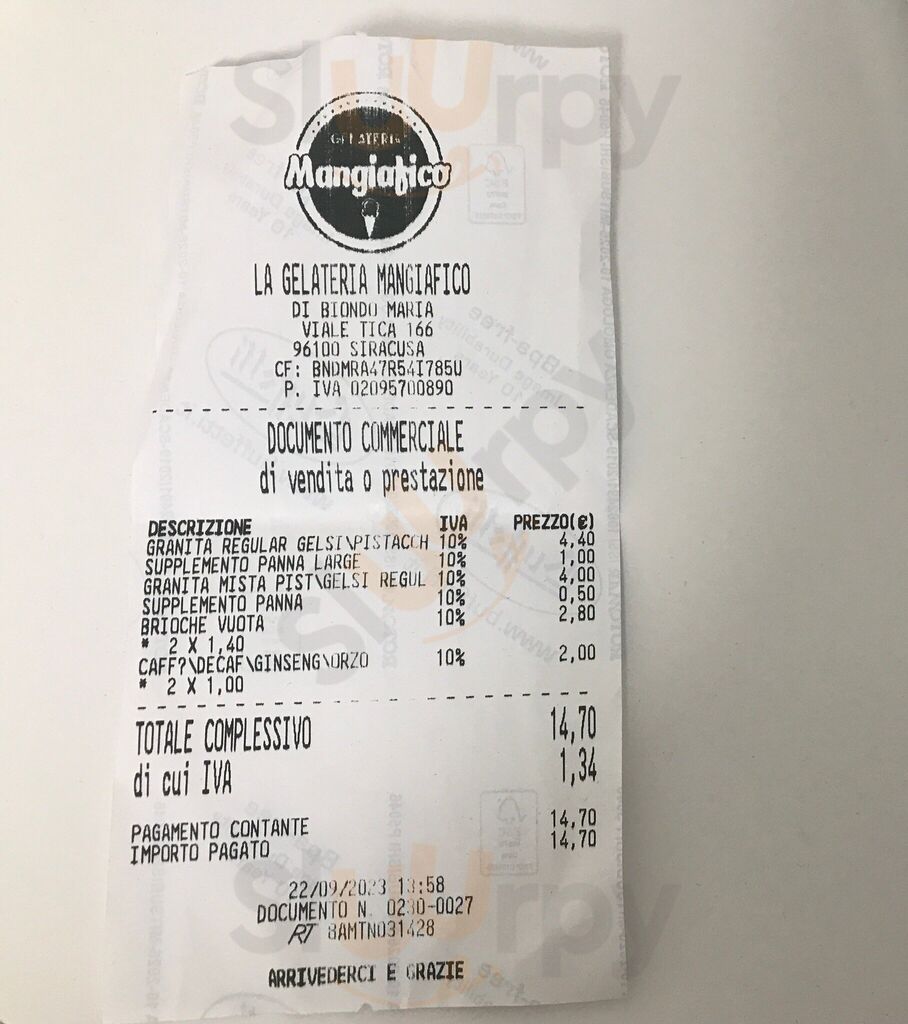 GELATERIA
Mangiafico
LA GELATERIA MANGIAFICO
DI BIONDO MARIA
VIALE TICA 166
96100 SIRACUSA
CF: BNDMRA47R54I785U
P. IVA 02095700890
DOCUMENTO COMMERCIALE
di vendita o prestazione
DESCRIZIONE IVA PREZZO(€)
GRANITA REGULAR GELSI\PISTACCH 10% 4,40
SUPPLEMENTO PANNA LARGE 10% 1,00
GRANITA MISTA PIST\GELSI REGUL 10% 4,00
SUPPLEMENTO PANNA 10% 0,50
BRIOCHE VUOTA 10% 2,80
* 2 X 1,40
CAFF?\DECAF\GINSENG\ORZO 10% 2,00
* 2 X 1,00
TOTALE COMPLESSIVO 14,70
di cui IVA 1,34
PAGAMENTO CONTANTE 14,70
IMPORTO PAGATO 14,70
22/09/2023 13:58
DOCUMENTO N. 0230-0027
RT 8AMTN031428
ARRIVEDERCI E GRAZIE
Sluurpy
Sluurpy
Sluurpy